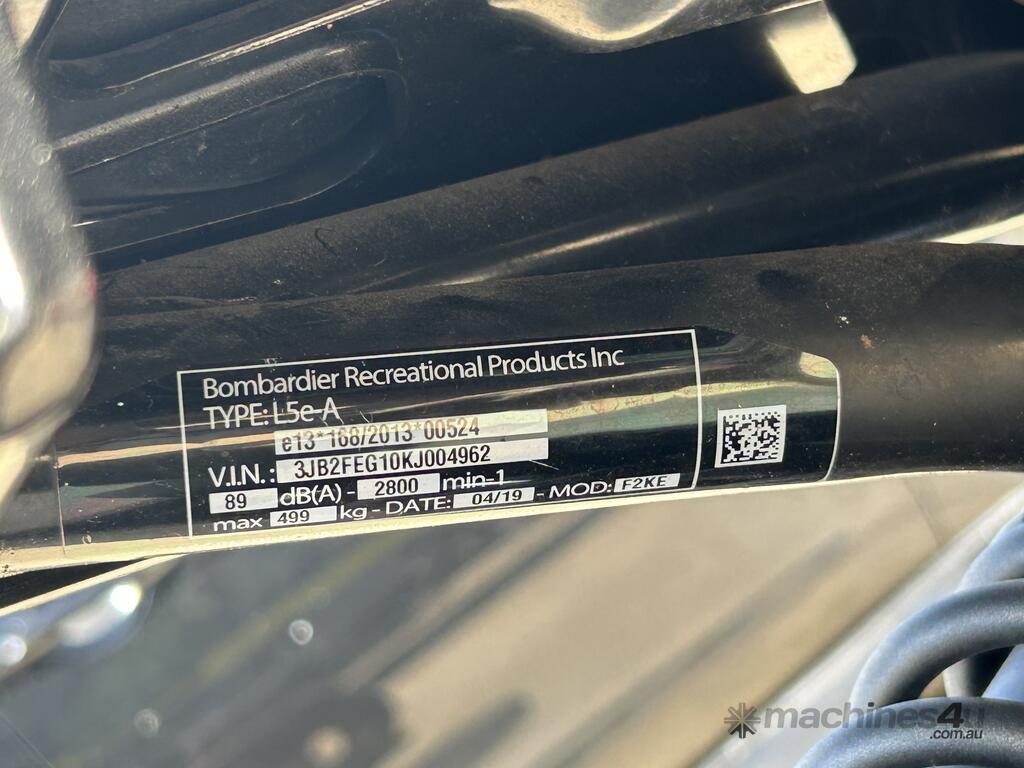 Bombardier Recreational Products Inc
TYPE: L5e-A
e13*168/2013*00524
V.I.N.: 3JB2FEG10KJ004962
89 dB(A) - 2800 min-1
max 499 kg - DATE: 04/19 - MOD: F2KE
machines4u
.com.au